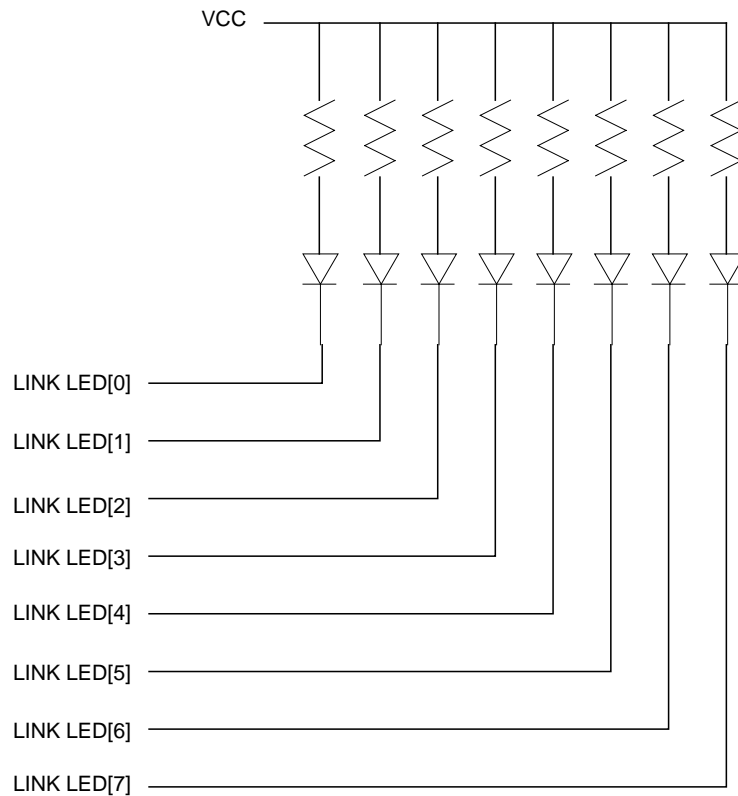 VCC
LINK LED[0]
LINK LED[1]
LINK LED[2]
LINK LED[3]
LINK LED[4]
LINK LED[5]
LINK LED[6]
LINK LED[7]